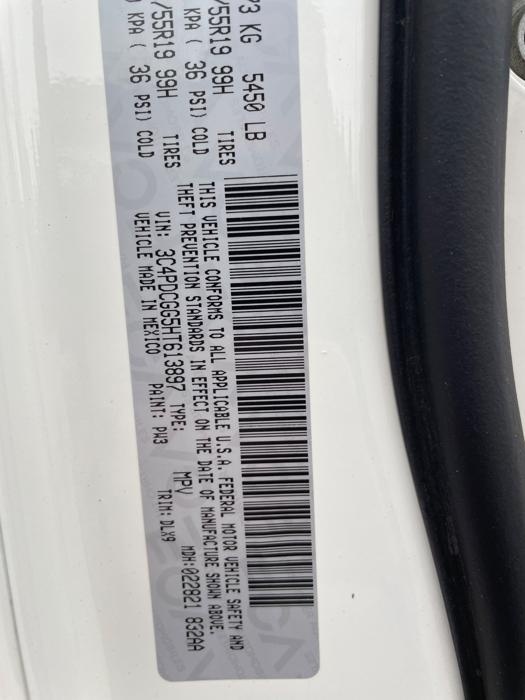 73 KG 5450 LB
/55R19 99H TIRES
KPA ( 36 PSI) COLD
/55R19 99H TIRES
) KPA ( 36 PSI) COLD
THIS VEHICLE CONFORMS TO ALL APPLICABLE U.S.A. FEDERAL MOTOR VEHICLE SAFETY AND
THEFT PREVENTION STANDARDS IN EFFECT ON THE DATE OF MANUFACTURE SHOWN ABOVE.
VIN: 3C4PDCGG5HT613897 TYPE: MPV MDH:022821 832AA
VEHICLE MADE IN MEXICO PAINT: PW3 TRIM: DLX9